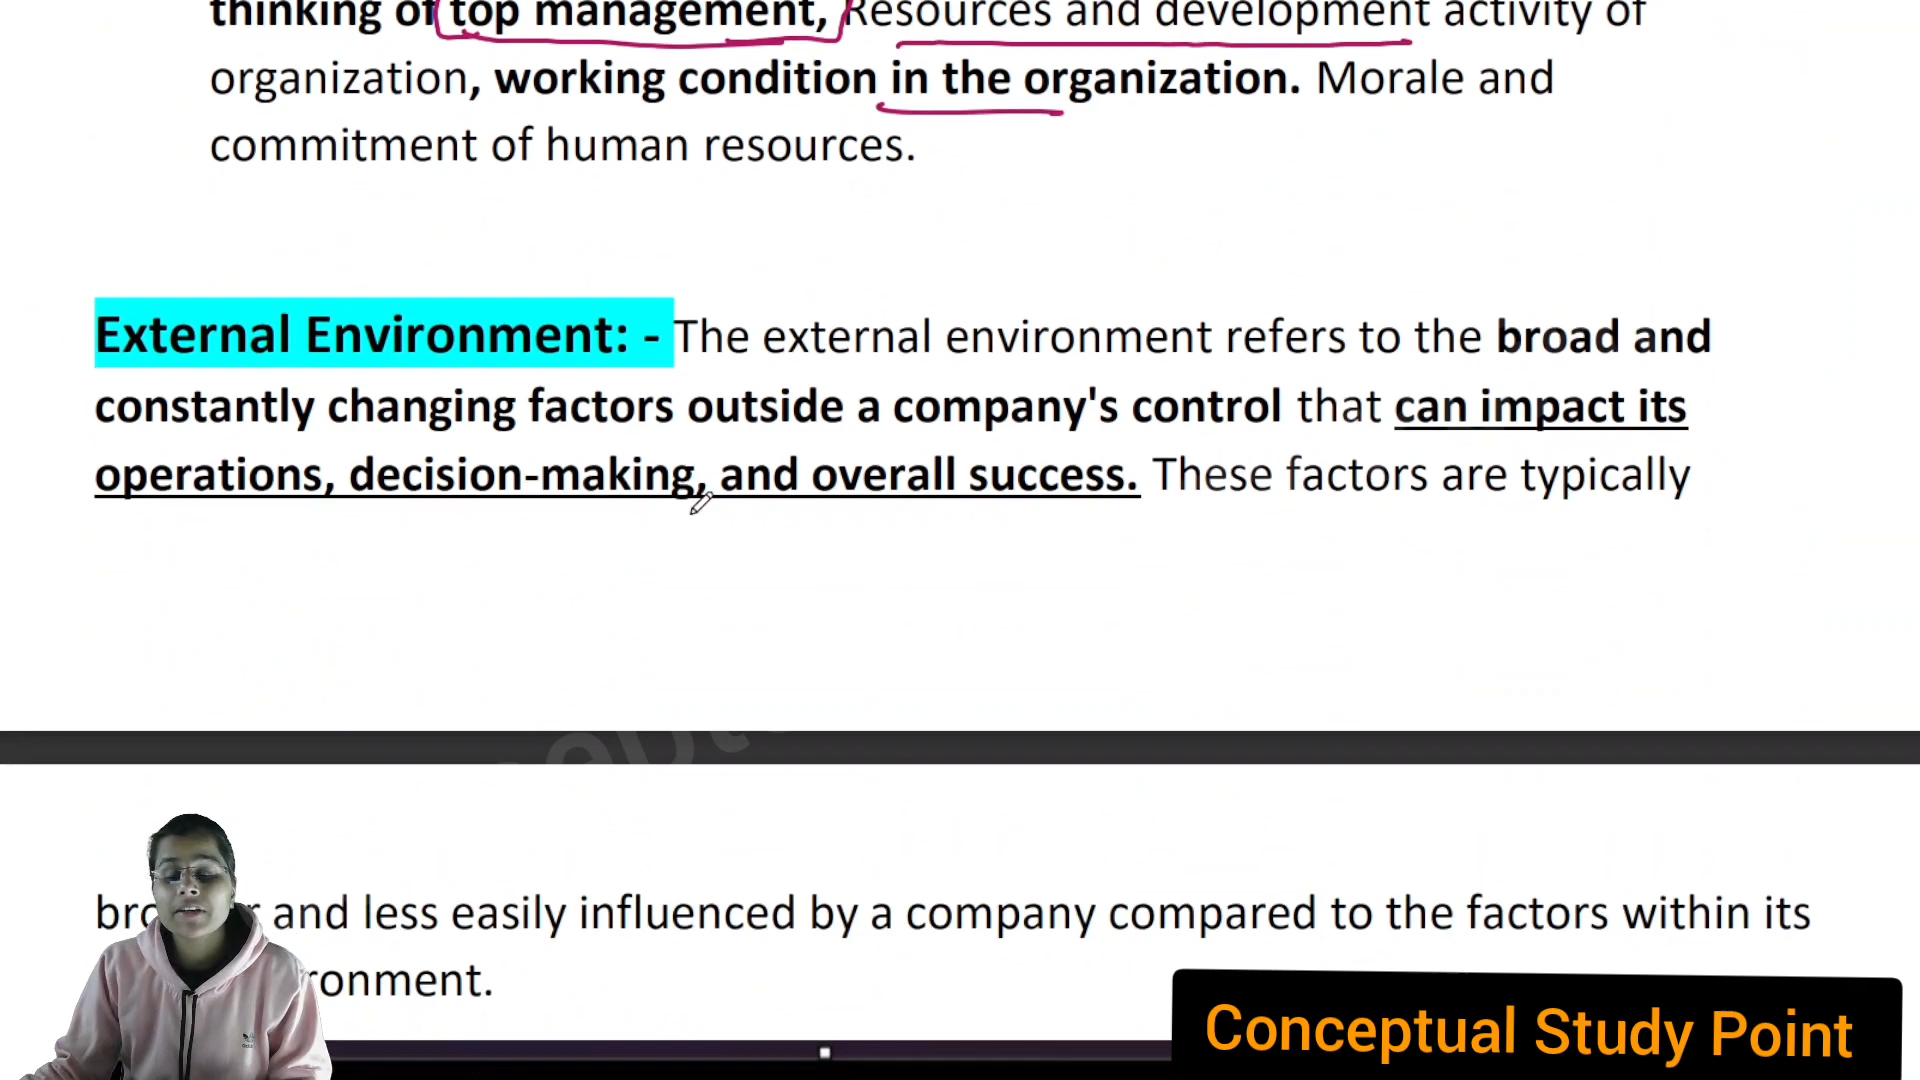 thinking of top management, Resources and development activity of
organization, working condition in the organization. Morale and
commitment of human resources.
External Environment: - The external environment refers to the broad and
constantly changing factors outside a company's control that can impact its
operations, decision-making, and overall success. These factors are typically
and less easily influenced by a company compared to the factors within its
Conceptual Study Point